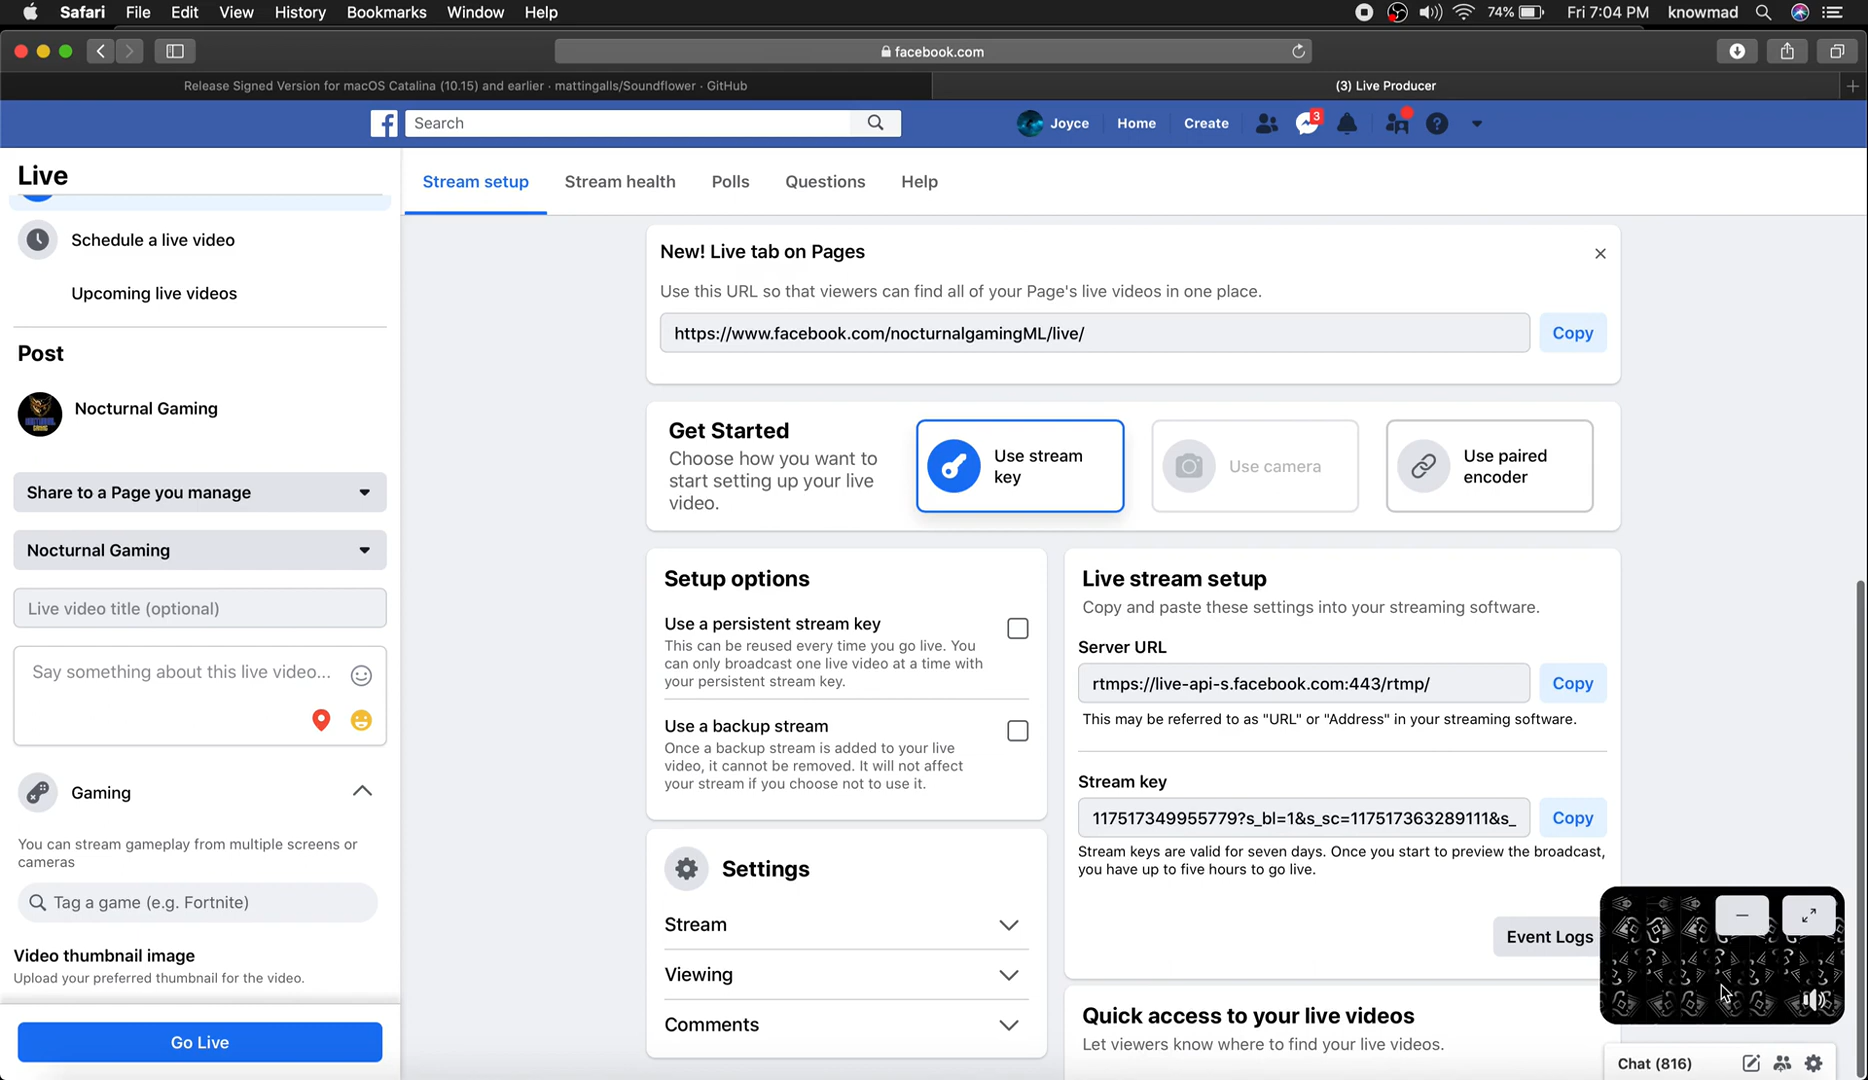 Safari File Edit View History Bookmarks Window Help
74% Fri 7:04 PM knowmad
facebook.com
Release Signed Version for macOS Catalina (10.15) and earlier · mattingalls/Soundflower · GitHub
(3) Live Producer
f Search
Joyce Home Create 3
Live
Schedule a live video
Upcoming live videos
Post
Nocturnal Gaming
Share to a Page you manage
Nocturnal Gaming
Live video title (optional)
Say something about this live video...
Gaming
You can stream gameplay from multiple screens or
cameras
Tag a game (e.g. Fortnite)
Video thumbnail image
Upload your preferred thumbnail for the video.
Go Live
Stream setup Stream health Polls Questions Help
New! Live tab on Pages
Use this URL so that viewers can find all of your Page's live videos in one place.
https://www.facebook.com/nocturnalgamingML/live/
Copy
Get Started
Choose how you want to
start setting up your live
video.
Use stream
key
Use camera
Use paired
encoder
Setup options
Use a persistent stream key
This can be reused every time you go live. You
can only broadcast one live video at a time with
your persistent stream key.
Use a backup stream
Once a backup stream is added to your live
video, it cannot be removed. It will not affect
your stream if you choose not to use it.
Settings
Stream
Viewing
Comments
Live stream setup
Copy and paste these settings into your streaming software.
Server URL
rtmps://live-api-s.facebook.com:443/rtmp/
Copy
This may be referred to as "URL" or "Address" in your streaming software.
Stream key
117517349955779?s_bl=1&s_sc=117517363289111&s_
Copy
Stream keys are valid for seven days. Once you start to preview the broadcast,
you have up to five hours to go live.
Event Logs
Quick access to your live videos
Let viewers know where to find your live videos.
Chat (816)